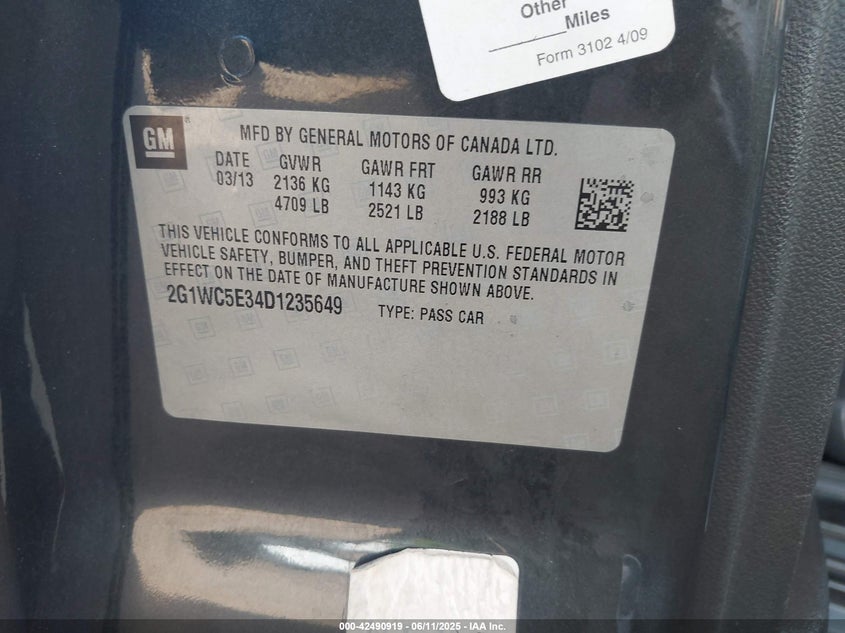 Other
________Miles
Form 3102 4/09
GM
MFD BY GENERAL MOTORS OF CANADA LTD.
DATE GVWR GAWR FRT GAWR RR
03/13 2136 KG 1143 KG 993 KG
4709 LB 2521 LB 2188 LB
THIS VEHICLE CONFORMS TO ALL APPLICABLE U.S. FEDERAL MOTOR
VEHICLE SAFETY, BUMPER, AND THEFT PREVENTION STANDARDS IN
EFFECT ON THE DATE OF MANUFACTURE SHOWN ABOVE.
2G1WC5E34D1235649 TYPE: PASS CAR
000-42490919 - 06/11/2025 - IAA Inc.